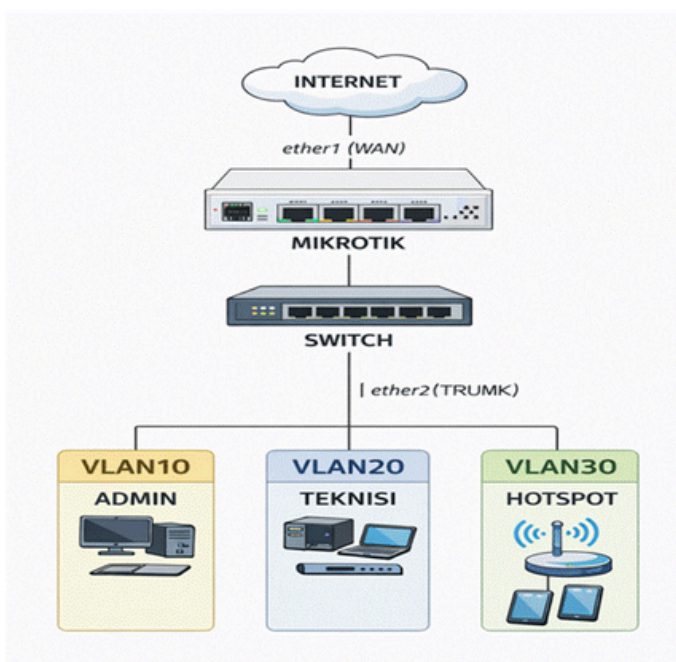 INTERNET
ether1 (WAN)
MIKROTIK
SWITCH
| ether2 (TRUMK)
VLAN10
ADMIN
VLAN20
TEKNISI
VLAN30
HOTSPOT